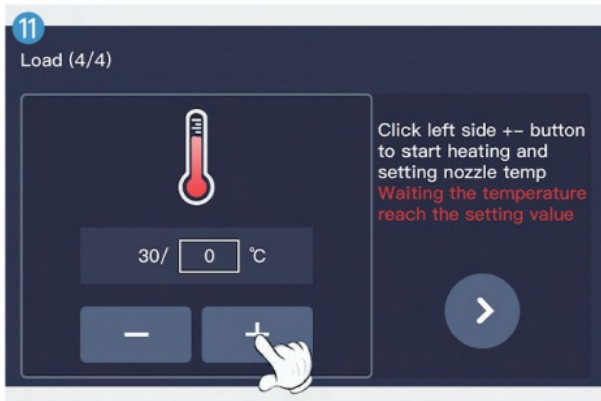 11
Load (4/4)
Click left side +- button
to start heating and
setting nozzle temp
Waiting the temperature
reach the setting value
30/ 0 ℃
- +
>